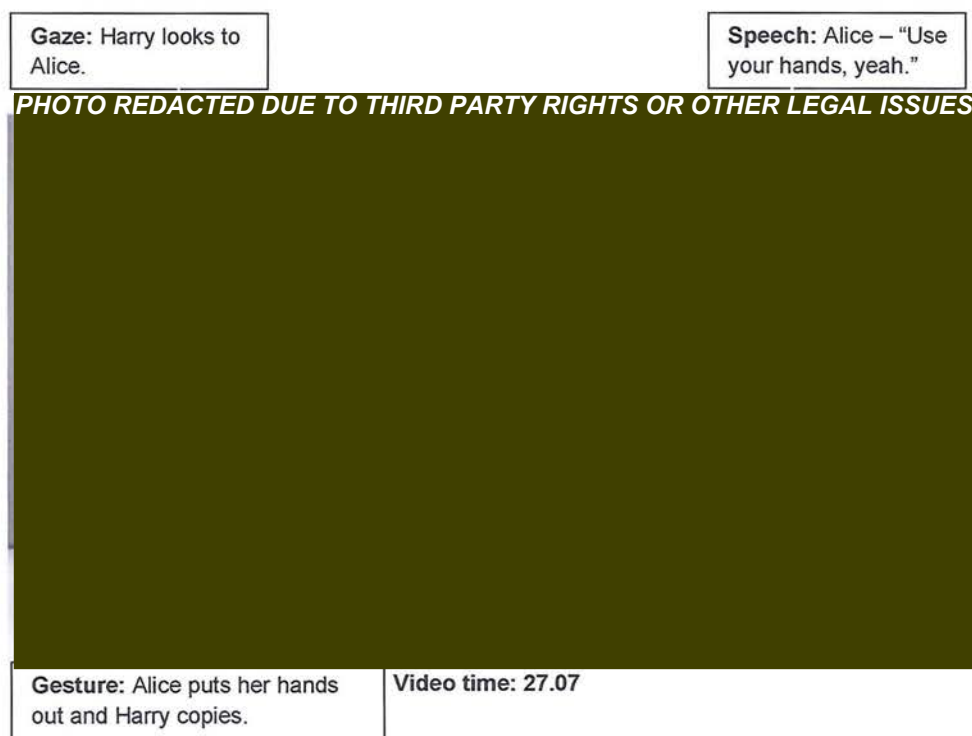 Gaze: Harry looks to
Alice.
Speech: Alice – “Use
your hands, yeah.”
PHOTO REDACTED DUE TO THIRD PARTY RIGHTS OR OTHER LEGAL ISSUES
Gesture: Alice puts her hands
out and Harry copies.
Video time: 27.07